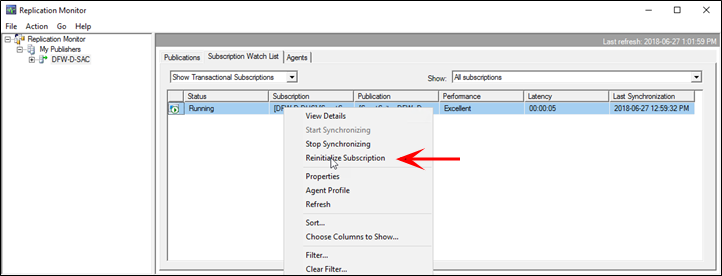 Replication Monitor
File Action Go Help
Replication Monitor
My Publishers
DFW-D-SAC
Last refresh: 2018-06-27 1:01:59 PM
Publications Subscription Watch List Agents
Show Transactional Subscriptions Show: All subscriptions
Status Subscription Publication Performance Latency Last Synchronization
Running Excellent 00:00:05 2018-06-27 12:59:32 PM
View Details
Start Synchronizing
Stop Synchronizing
Reinitialize Subscription
Properties
Agent Profile
Refresh
Sort...
Choose Columns to Show...
Filter...
Clear Filter...